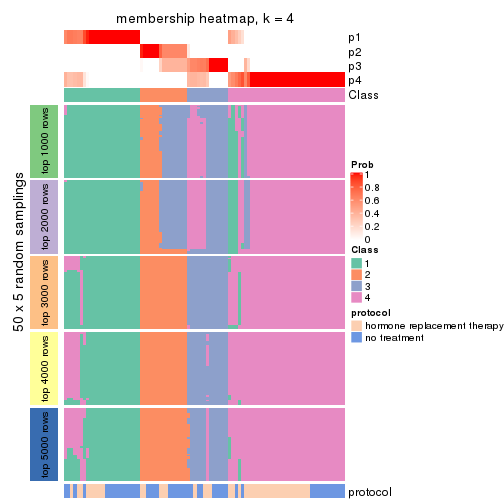 membership heatmap, k = 4
p1
p2
p3
p4
Class
50 x 5 random samplings
top 1000 rows
top 2000 rows
top 3000 rows
top 4000 rows
top 5000 rows
protocol
Prob
1
0.8
0.6
0.4
0.2
0
Class
1
2
3
4
protocol
hormone replacement therapy
no treatment